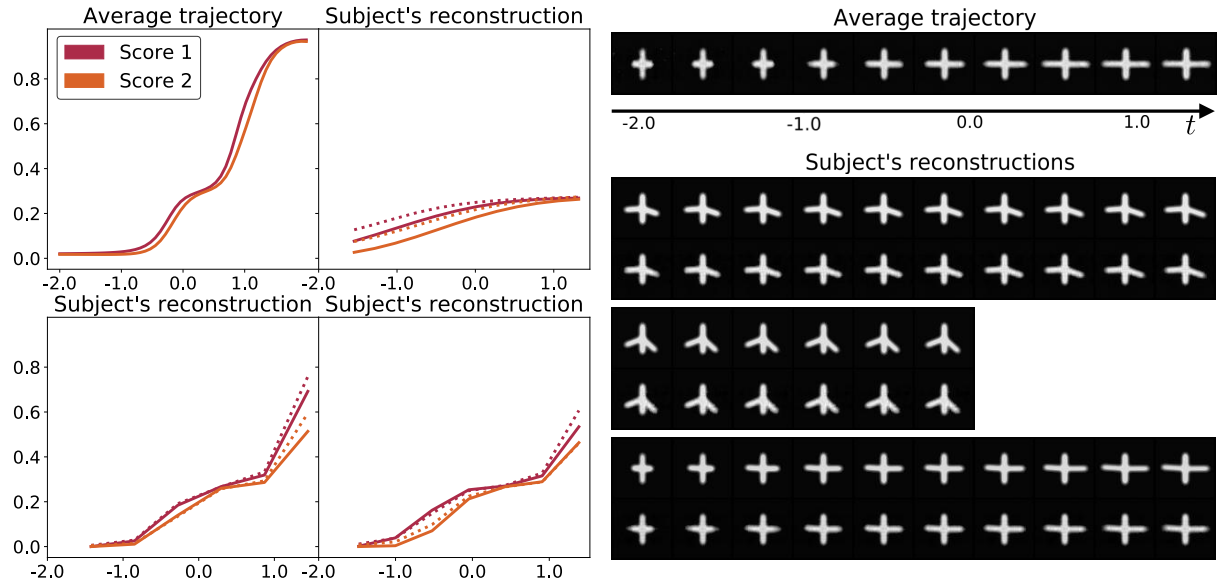 Average trajectory
Subject's reconstruction
Score 1
Score 2
0.8
0.6
0.4
0.2
0.0
-2.0 -1.0 0.0 1.0 -2.0 -1.0 0.0 1.0
Subject's reconstruction
Subject's reconstruction
0.8
0.6
0.4
0.2
0.0
-2.0 -1.0 0.0 1.0 -2.0 -1.0 0.0 1.0
Average trajectory
-2.0 -1.0 0.0 1.0 t
Subject's reconstructions